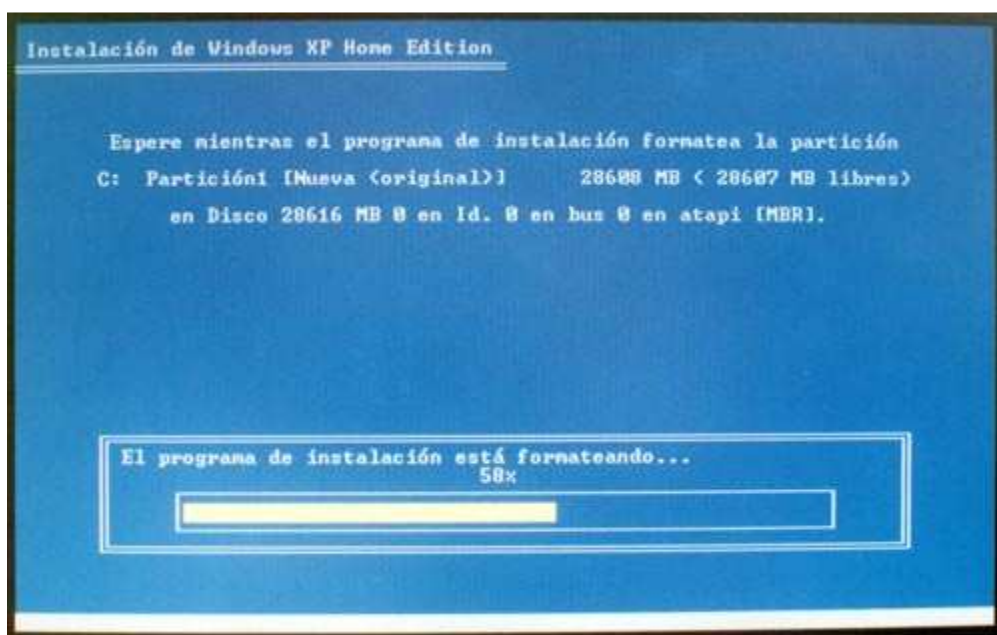 Instalación de Windows XP Home Edition
Espere mientras el programa de instalación formatea la partición
C: Partición1 [Nueva <original>] 28608 MB < 28607 MB libres>
en Disco 28616 MB 0 en Id. 0 en bus 0 en atapi [MBR].
El programa de instalación está formateando...
58%